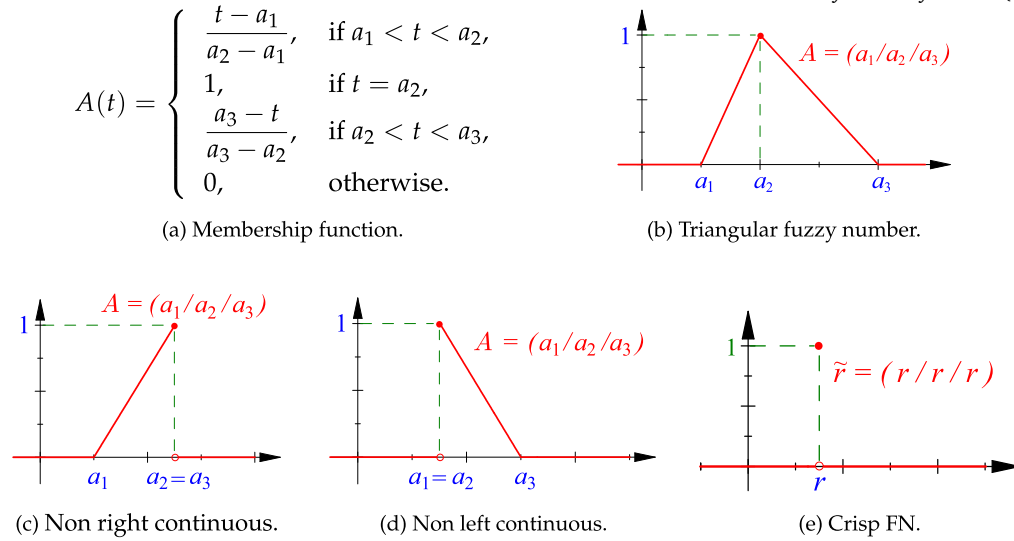 A(t) = { (t − a₁)/(a₂ − a₁), if a₁ < t < a₂,
1, if t = a₂,
(a₃ − t)/(a₃ − a₂), if a₂ < t < a₃,
0, otherwise.
(a) Membership function.
1
A = (a₁/a₂/a₃)
a₁ a₂ a₃
(b) Triangular fuzzy number.
A = (a₁/a₂/a₃)
1
a₁ a₂=a₃
(c) Non right continuous.
1
A = (a₁/a₂/a₃)
a₁= a₂ a₃
(d) Non left continuous.
1
r̃ = ( r / r / r )
r
(e) Crisp FN.